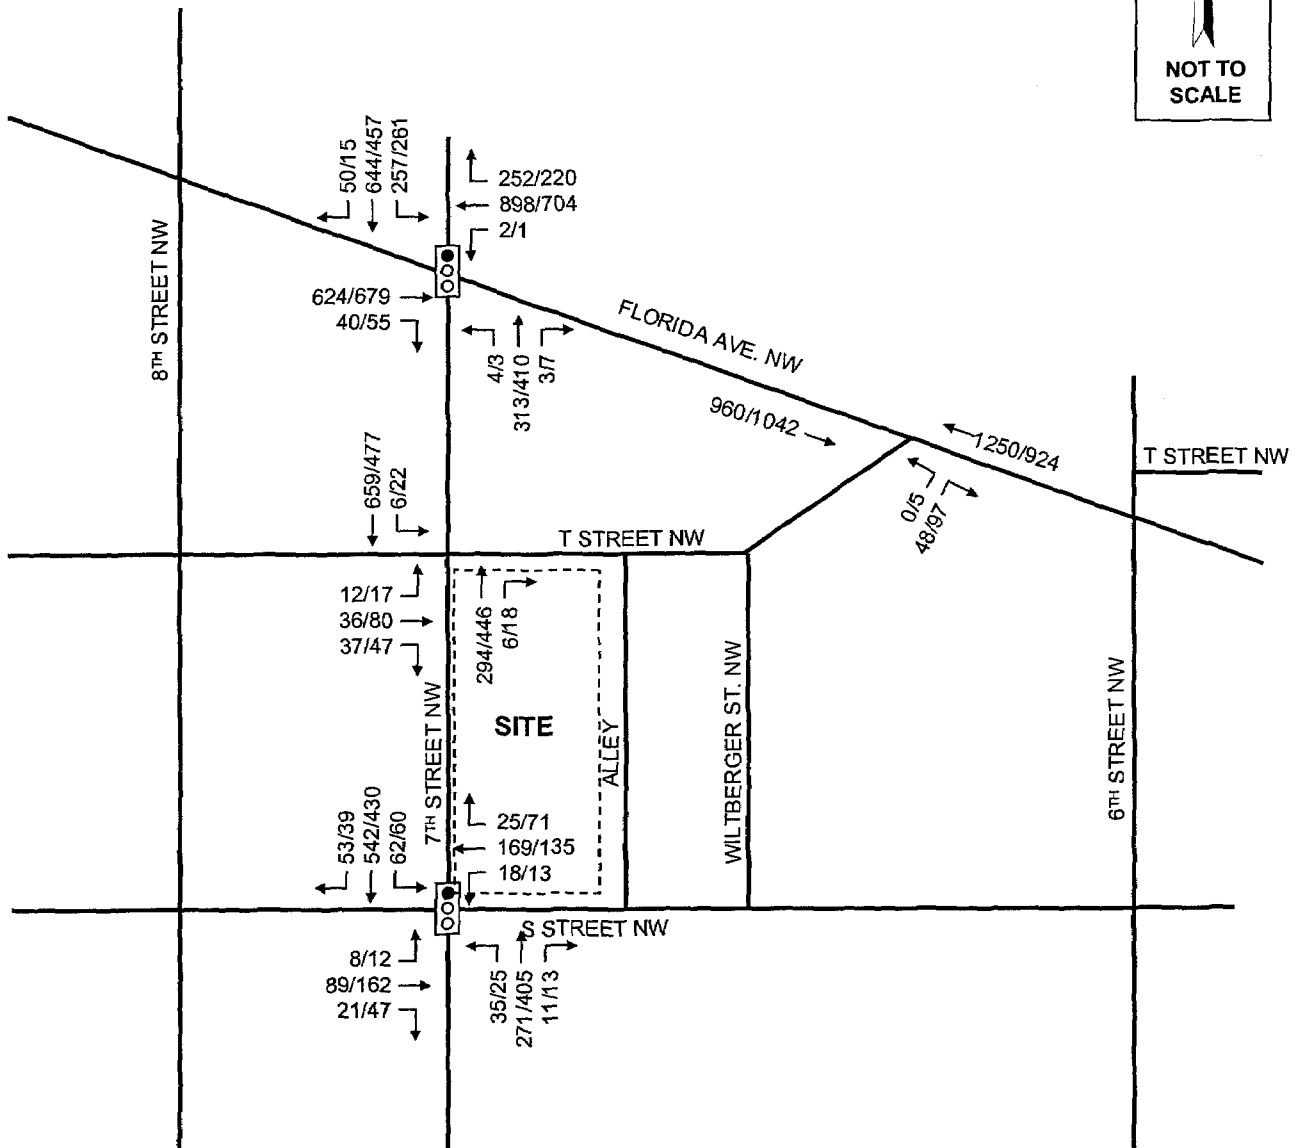 NOT TO
SCALE
50/15
644/457
257/261
252/220
898/704
2/1
8TH STREET NW
624/679
40/55
4/3
313/410
3/7
FLORIDA AVE. NW
960/1042
1250/924
T STREET NW
0/5
48/97
659/477
6/22
T STREET NW
12/17
36/80
37/47
294/446
6/18
7TH STREET NW
SITE
ALLEY
WILTBERGER ST. NW
6TH STREET NW
53/39
542/430
62/60
25/71
169/135
18/13
S STREET NW
8/12
89/162
21/47
35/25
271/405
11/13